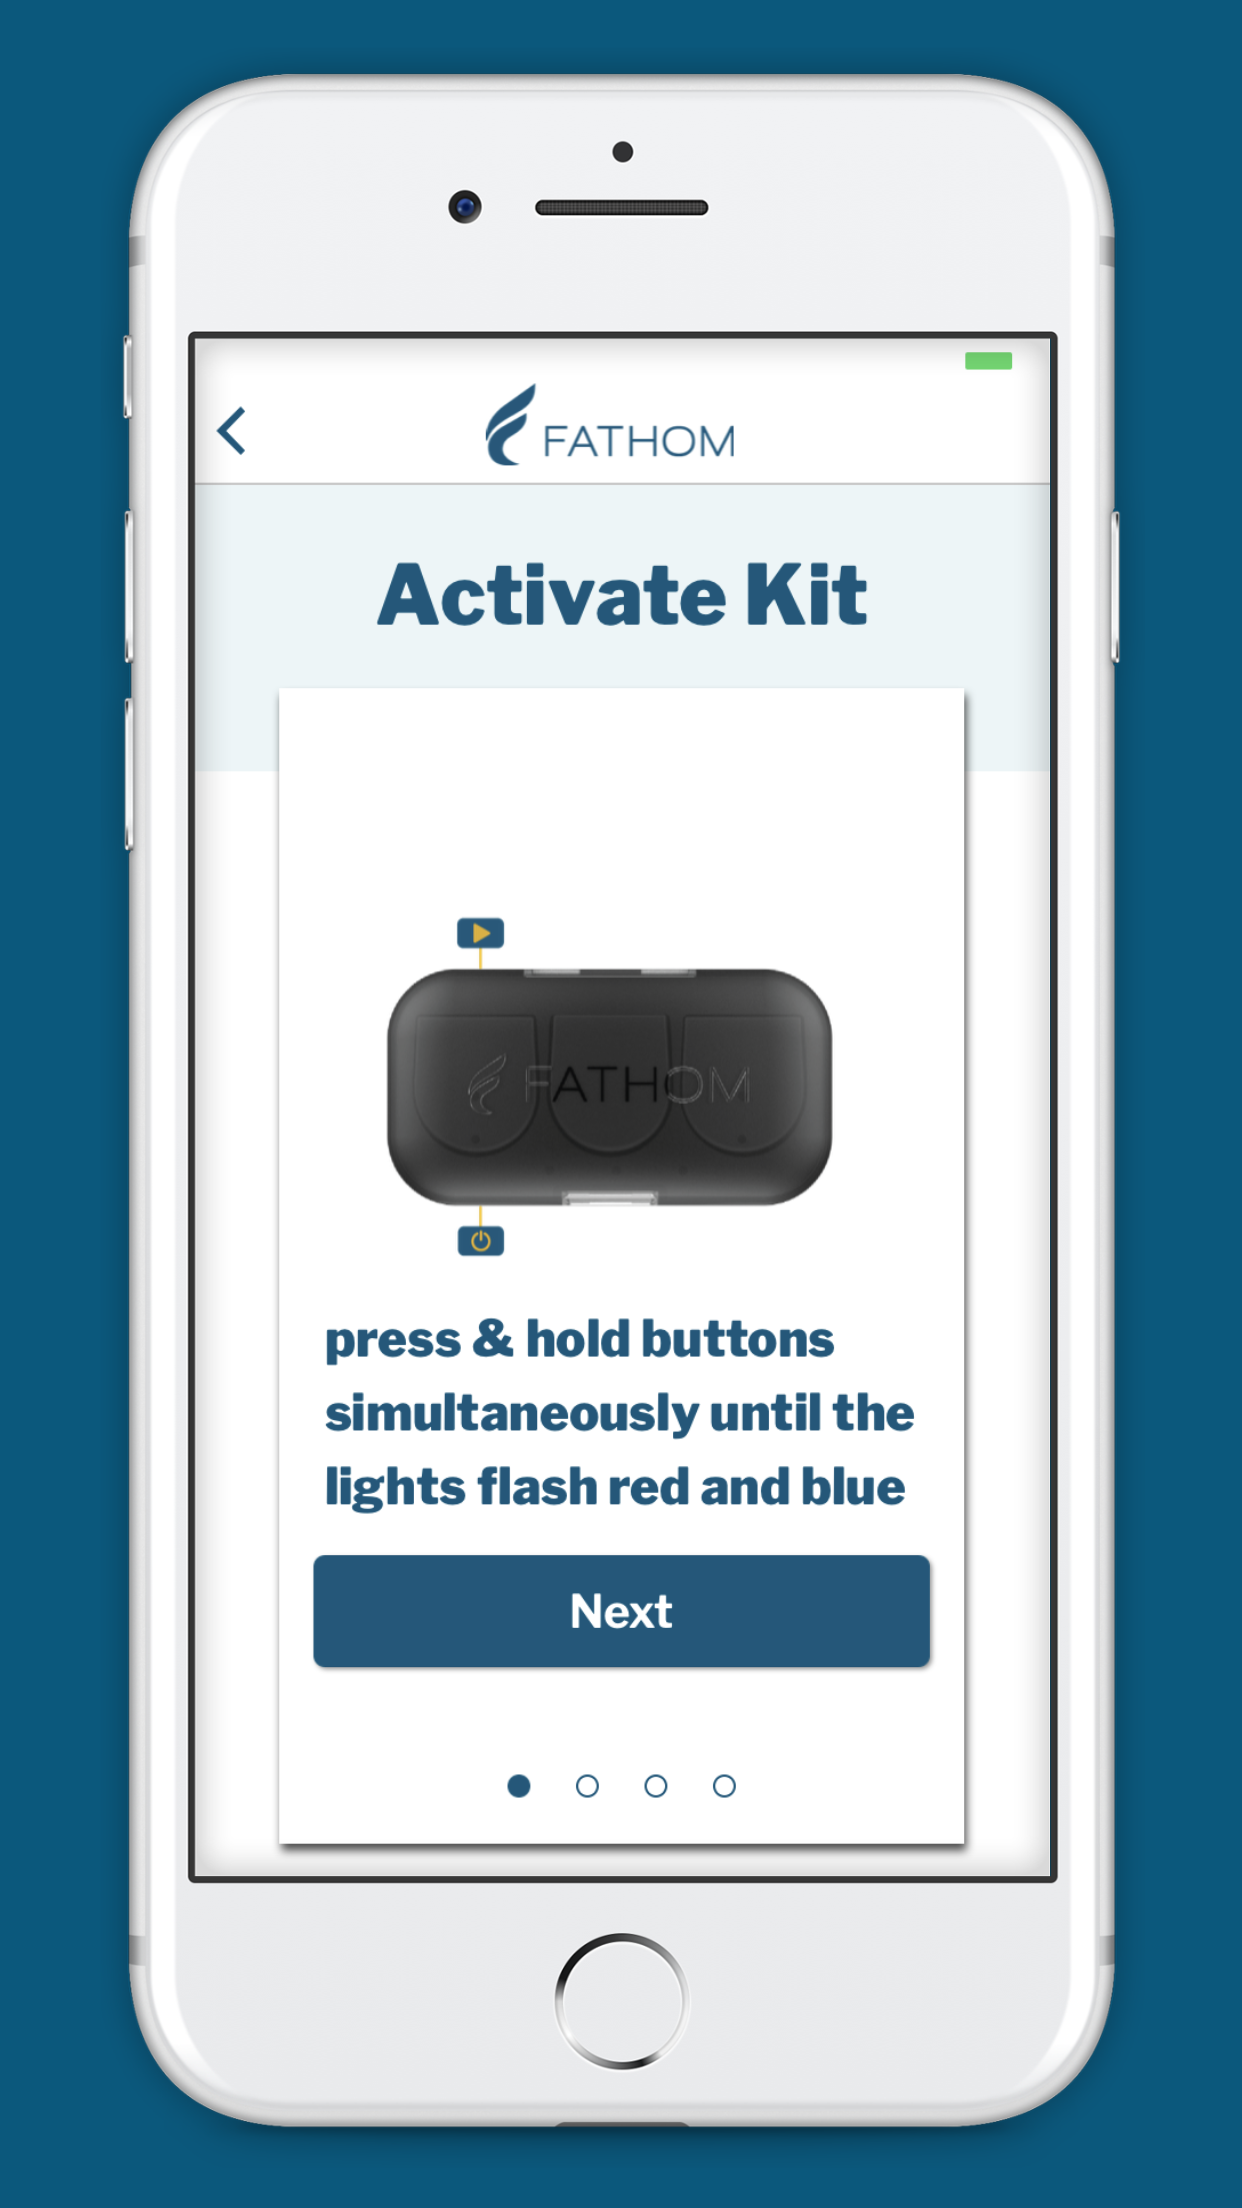 FATHOM
Activate Kit
FATHOM
press & hold buttons
simultaneously until the
lights flash red and blue
Next